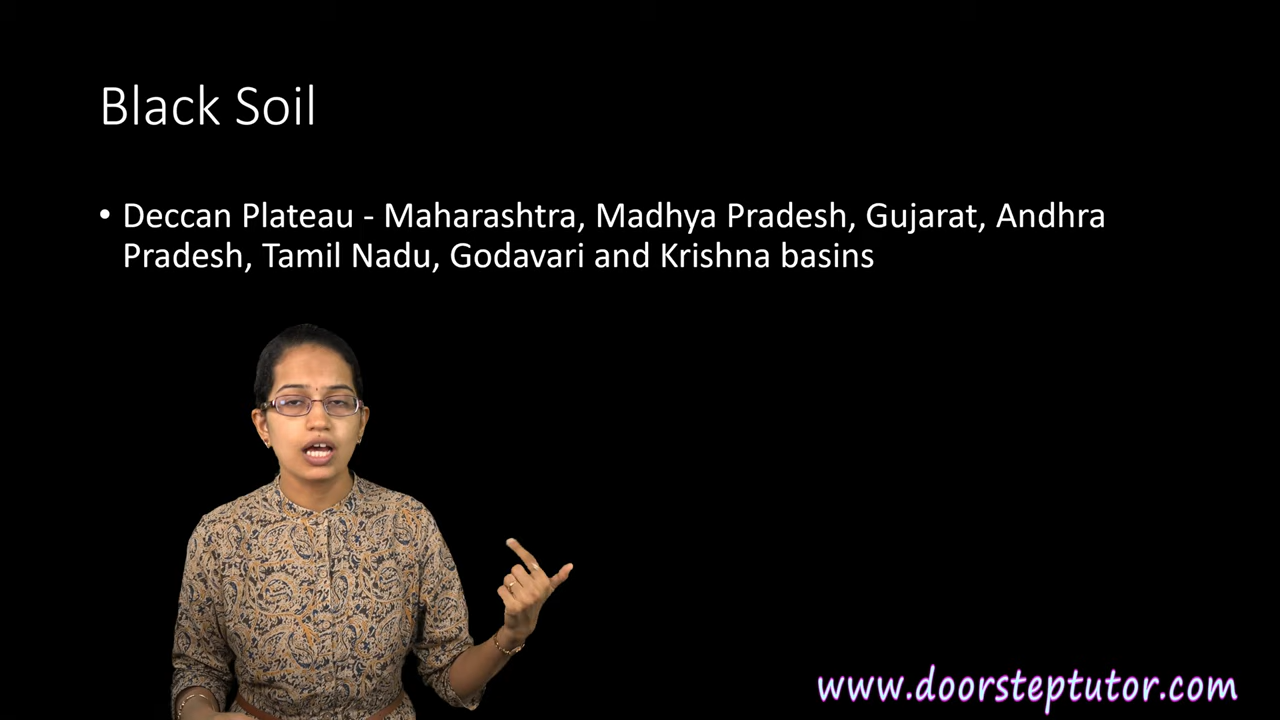 Black Soil
• Deccan Plateau - Maharashtra, Madhya Pradesh, Gujarat, Andhra
Pradesh, Tamil Nadu, Godavari and Krishna basins
www.doorsteptutor.com